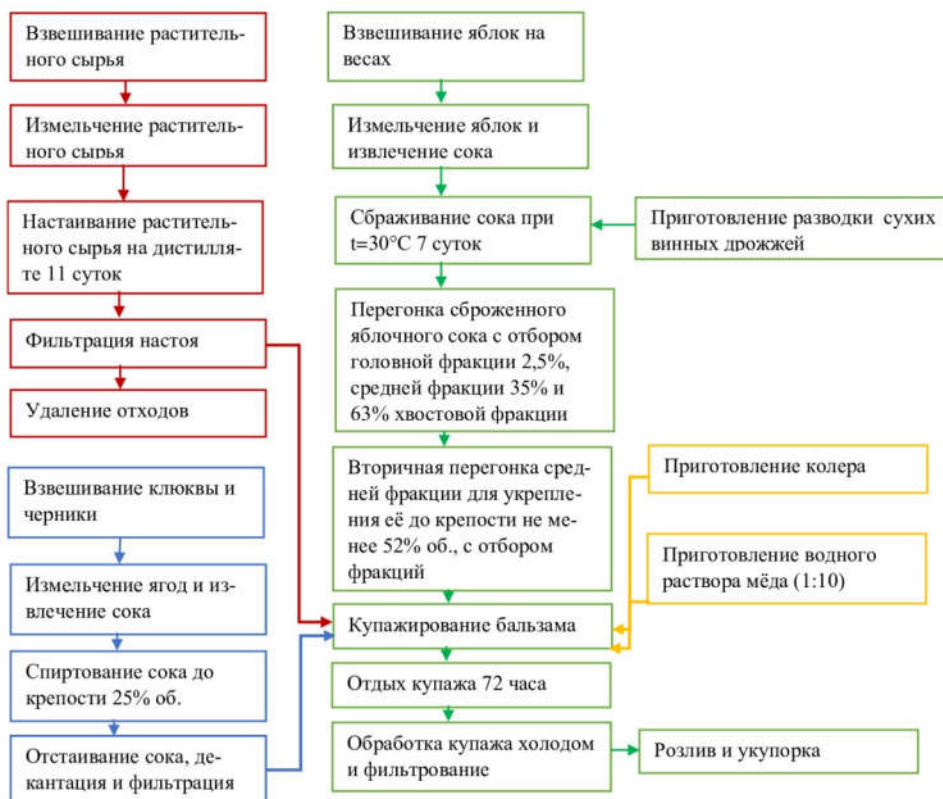 Взвешивание раститель-
ного сырья
Измельчение раститель-
ного сырья
Настаивание раститель-
ного сырья на дистилля-
те 11 суток
Фильтрация настоя
Удаление отходов
Взвешивание клюквы и
черники
Измельчение ягод и из-
влечение сока
Спиртование сока до
крепости 25% об.
Отстаивание сока, де-
кантация и фильтрация
Взвешивание яблок на
весах
Измельчение яблок и
извлечение сока
Сбраживание сока при
t=30°C 7 суток
Перегонка сброженного
яблочного сока с отбором
головной фракции 2,5%,
средней фракции 35% и
63% хвостовой фракции
Вторичная перегонка сред-
ней фракции для укрепле-
ния её до крепости не ме-
нее 52% об., с отбором
фракций
Купажирование бальзама
Отдых купажа 72 часа
Обработка купажа холодом
и фильтрование
Приготовление разводки сухих
винных дрожжей
Приготовление колера
Приготовление водного
раствора мёда (1:10)
Розлив и укупорка